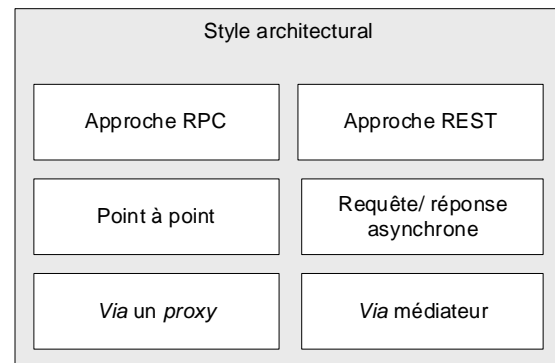 Style architectural
Approche RPC
Approche REST
Point à point
Requête/ réponse
asynchrone
Via un proxy
Via médiateur